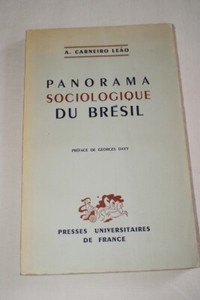 A. CARNEIRO LEÃO
PANORAMA
SOCIOLOGIQUE
DU BRÉSIL
PRÉFACE DE GEORGES DAVY
PRESSES UNIVERSITAIRES
DE FRANCE